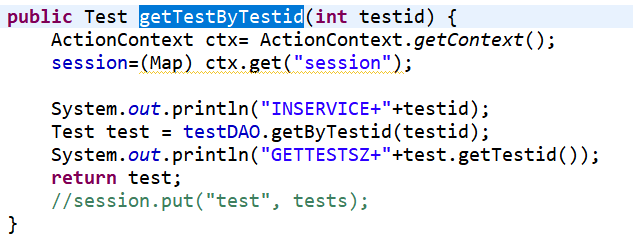 public Test getTestByTestid(int testid) {
ActionContext ctx= ActionContext.getContext();
session=(Map) ctx.get("session");
System.out.println("INSERVICE+"+testid);
Test test = testDAO.getByTestid(testid);
System.out.println("GETTESTSZ+"+test.getTestid());
return test;
//session.put("test", tests);
}